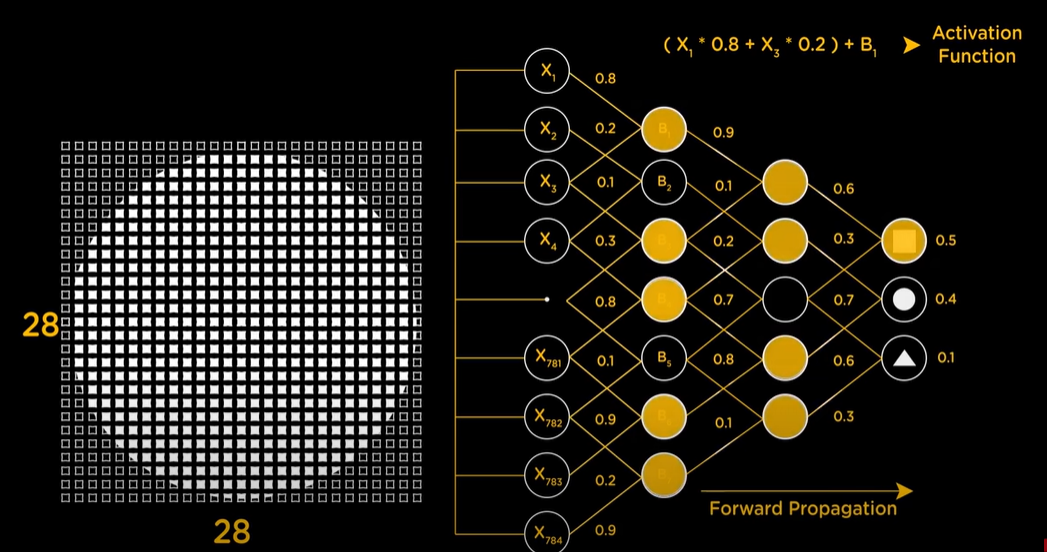 ( X₁ * 0.8 + X₃ * 0.2 ) + B₁
Activation
Function
28
28
X₁
X₂
X₃
X₄
X₇₈₁
X₇₈₂
X₇₈₃
X₇₈₄
0.8
0.2
0.1
0.3
0.8
0.1
0.9
0.2
0.9
B₂
B₅
0.9
0.1
0.2
0.7
0.8
0.1
0.6
0.3
0.7
0.6
0.3
0.5
0.4
0.1
Forward Propagation